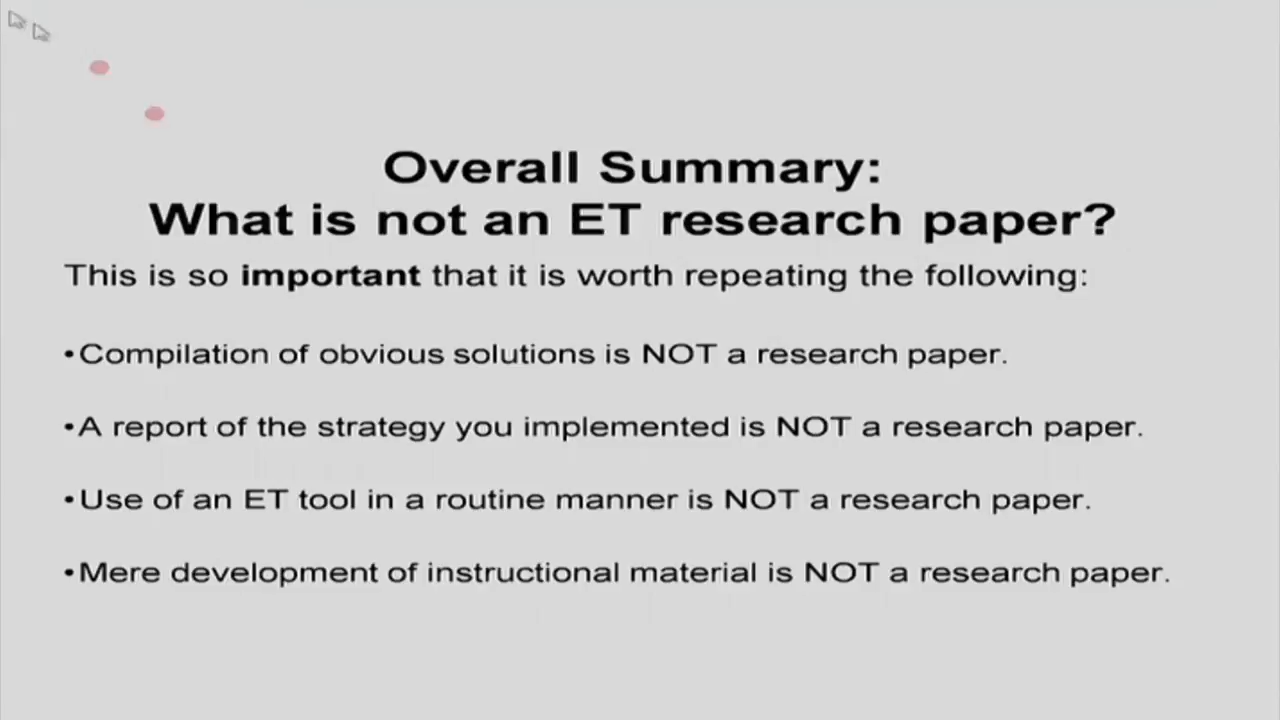 Overall Summary:
What is not an ET research paper?
This is so important that it is worth repeating the following:
•Compilation of obvious solutions is NOT a research paper.
•A report of the strategy you implemented is NOT a research paper.
•Use of an ET tool in a routine manner is NOT a research paper.
•Mere development of instructional material is NOT a research paper.